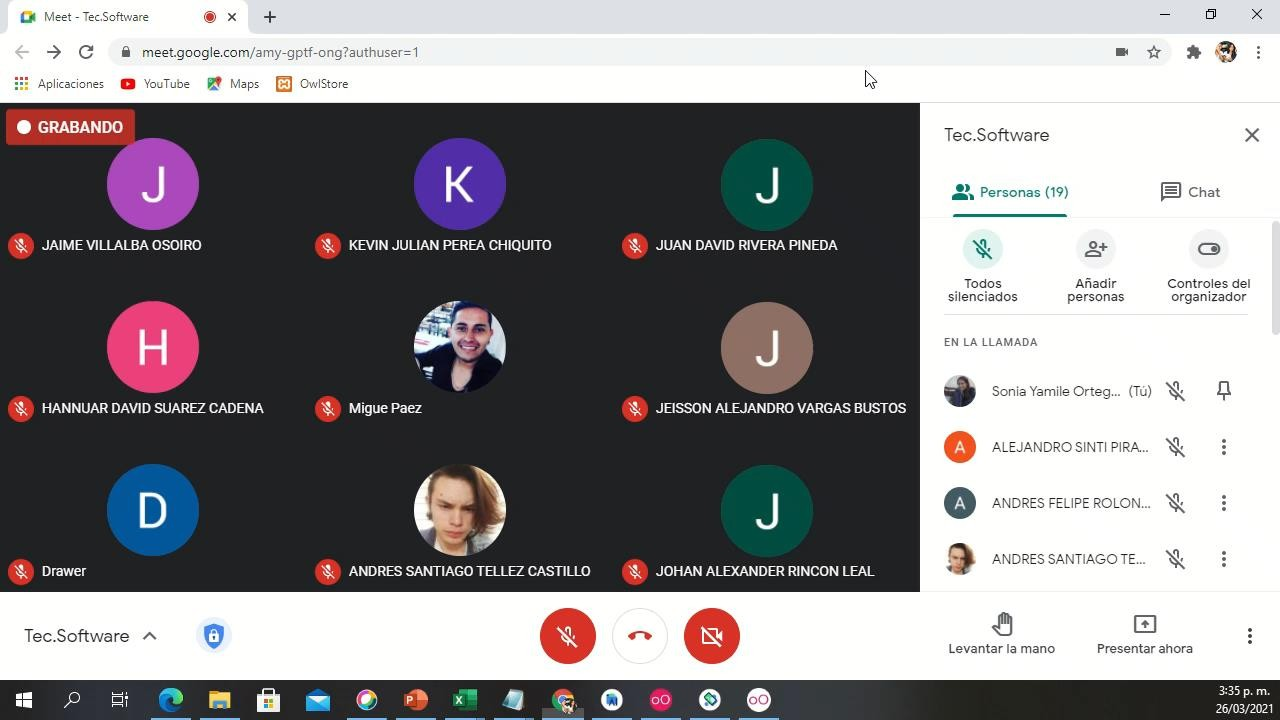 Meet - Tec.Software
meet.google.com/amy-gptf-ong?authuser=1
Aplicaciones YouTube Maps OwlStore
GRABANDO
J K J
JAIME VILLALBA OSOIRO KEVIN JULIAN PEREA CHIQUITO JUAN DAVID RIVERA PINEDA
H J
HANNUAR DAVID SUAREZ CADENA Migue Paez JEISSON ALEJANDRO VARGAS BUSTOS
D J
Drawer ANDRES SANTIAGO TELLEZ CASTILLO JOHAN ALEXANDER RINCON LEAL
Tec.Software
Personas (19) Chat
Todos silenciados
Añadir personas
Controles del organizador
EN LA LLAMADA
Sonia Yamile Orteg... (Tú)
A ALEJANDRO SINTI PIRA...
A ANDRES FELIPE ROLON...
ANDRES SANTIAGO TE...
Tec.Software
Levantar la mano Presentar ahora
3:35 p. m.
26/03/2021